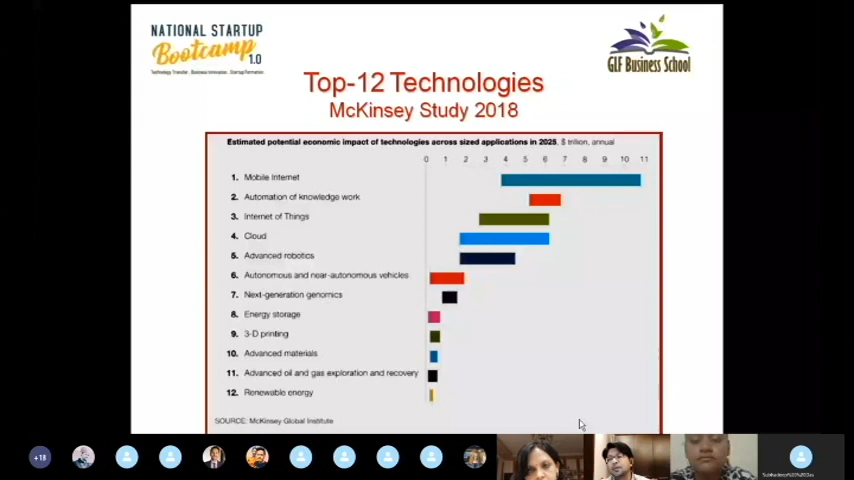 NATIONAL STARTUP
Bootcamp 1.0
Technology Transfer . Business Innovation . Startup Formation
GLF Business School
Top-12 Technologies
McKinsey Study 2018
Estimated potential economic impact of technologies across sized applications in 2025, $ trillion, annual
0 1 2 3 4 5 6 7 8 9 10 11
1. Mobile Internet
2. Automation of knowledge work
3. Internet of Things
4. Cloud
5. Advanced robotics
6. Autonomous and near-autonomous vehicles
7. Next-generation genomics
8. Energy storage
9. 3-D printing
10. Advanced materials
11. Advanced oil and gas exploration and recovery
12. Renewable energy
SOURCE: McKinsey Global Institute
+18